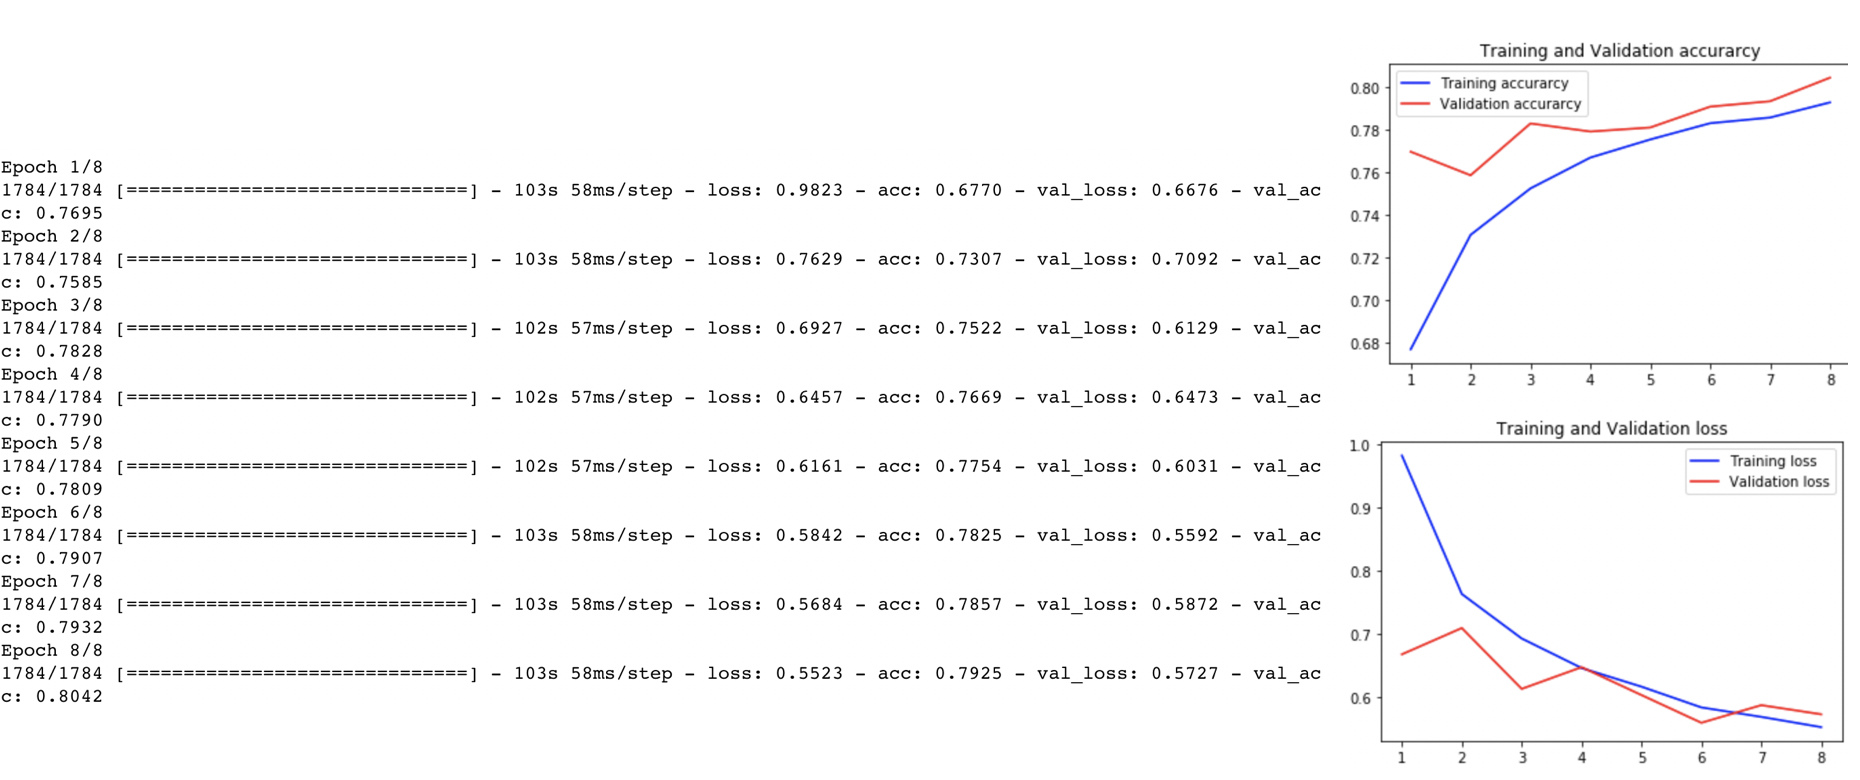 Epoch 1/8
1784/1784 [==============================] - 103s 58ms/step - loss: 0.9823 - acc: 0.6770 - val_loss: 0.6676 - val_ac
c: 0.7695
Epoch 2/8
1784/1784 [==============================] - 103s 58ms/step - loss: 0.7629 - acc: 0.7307 - val_loss: 0.7092 - val_ac
c: 0.7585
Epoch 3/8
1784/1784 [==============================] - 102s 57ms/step - loss: 0.6927 - acc: 0.7522 - val_loss: 0.6129 - val_ac
c: 0.7828
Epoch 4/8
1784/1784 [==============================] - 102s 57ms/step - loss: 0.6457 - acc: 0.7669 - val_loss: 0.6473 - val_ac
c: 0.7790
Epoch 5/8
1784/1784 [==============================] - 102s 57ms/step - loss: 0.6161 - acc: 0.7754 - val_loss: 0.6031 - val_ac
c: 0.7809
Epoch 6/8
1784/1784 [==============================] - 103s 58ms/step - loss: 0.5842 - acc: 0.7825 - val_loss: 0.5592 - val_ac
c: 0.7907
Epoch 7/8
1784/1784 [==============================] - 103s 58ms/step - loss: 0.5684 - acc: 0.7857 - val_loss: 0.5872 - val_ac
c: 0.7932
Epoch 8/8
1784/1784 [==============================] - 103s 58ms/step - loss: 0.5523 - acc: 0.7925 - val_loss: 0.5727 - val_ac
c: 0.8042
Training and Validation accurarcy
Training accurarcy
Validation accurarcy
0.80
0.78
0.76
0.74
0.72
0.70
0.68
1 2 3 4 5 6 7 8
Training and Validation loss
Training loss
Validation loss
1.0
0.9
0.8
0.7
0.6
1 2 3 4 5 6 7 8